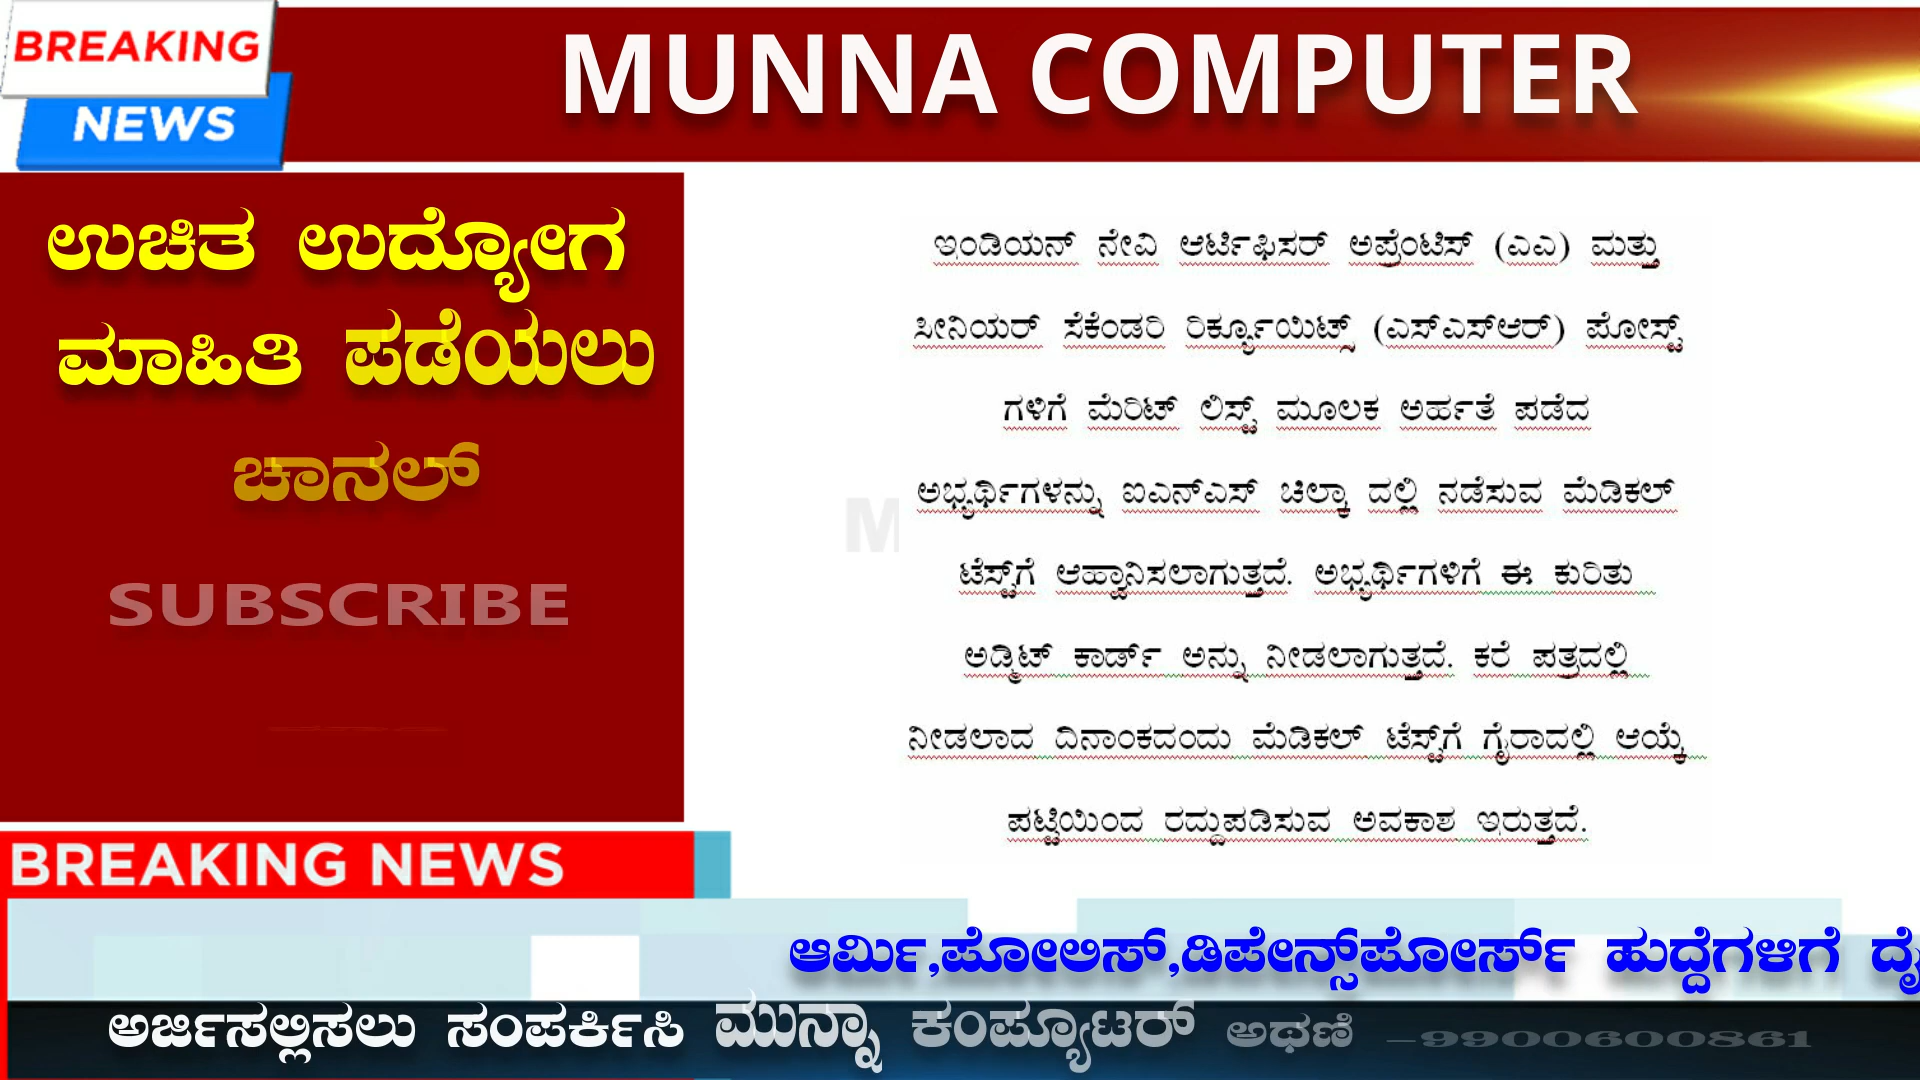 BREAKING
NEWS
MUNNA COMPUTER
ಉಚಿತ ಉದ್ಯೋಗ
ಮಾಹಿತಿ ಪಡೆಯಲು
ಚಾನಲ್
SUBSCRIBE
ಇಂಡಿಯನ್ ನೇವಿ ಆರ್ಟಿಫಿಸರ್ ಅಪ್ರೆಂಟಿಸ್ (ಎಎ) ಮತ್ತು
ಸೀನಿಯರ್ ಸೆಕೆಂಡರಿ ರಿಕ್ರ್ಯೂಯಿಟ್ಸ್ (ಎಸ್ಎಸ್ಆರ್) ಪೋಸ್ಟ್
ಗಳಿಗೆ ಮೆರಿಟ್ ಲಿಸ್ಟ್ ಮೂಲಕ ಅರ್ಹತೆ ಪಡೆದ
ಅಭ್ಯರ್ಥಿಗಳನ್ನು ಐಎನ್ಎಸ್ ಚಿಲ್ಕಾ ದಲ್ಲಿ ನಡೆಸುವ ಮೆಡಿಕಲ್
ಟೆಸ್ಟ್‌ಗೆ ಆಹ್ವಾನಿಸಲಾಗುತ್ತದೆ. ಅಭ್ಯರ್ಥಿಗಳಿಗೆ ಈ ಕುರಿತು
ಅಡ್ಮಿಟ್ ಕಾರ್ಡ್ ಅನ್ನು ನೀಡಲಾಗುತ್ತದೆ. ಕರೆ ಪತ್ರದಲ್ಲಿ
ನೀಡಲಾದ ದಿನಾಂಕದಂದು ಮೆಡಿಕಲ್ ಟೆಸ್ಟ್‌ಗೆ ಗೈರಾದಲ್ಲಿ ಆಯ್ಕೆ
ಪಟ್ಟಿಯಿಂದ ರದ್ದುಪಡಿಸುವ ಅವಕಾಶ ಇರುತ್ತದೆ.
BREAKING NEWS
ಆರ್ಮಿ,ಪೋಲಿಸ್,ಡಿಪೇನ್ಸ್‌ಪೋರ್ಸ್ ಹುದ್ದೆಗಳಿಗೆ
ಅರ್ಜಿಸಲ್ಲಿಸಲು ಸಂಪರ್ಕಿಸಿ ಮುನ್ನಾ ಕಂಪ್ಯೂಟರ್ ಅಥಣಿ -9900600861